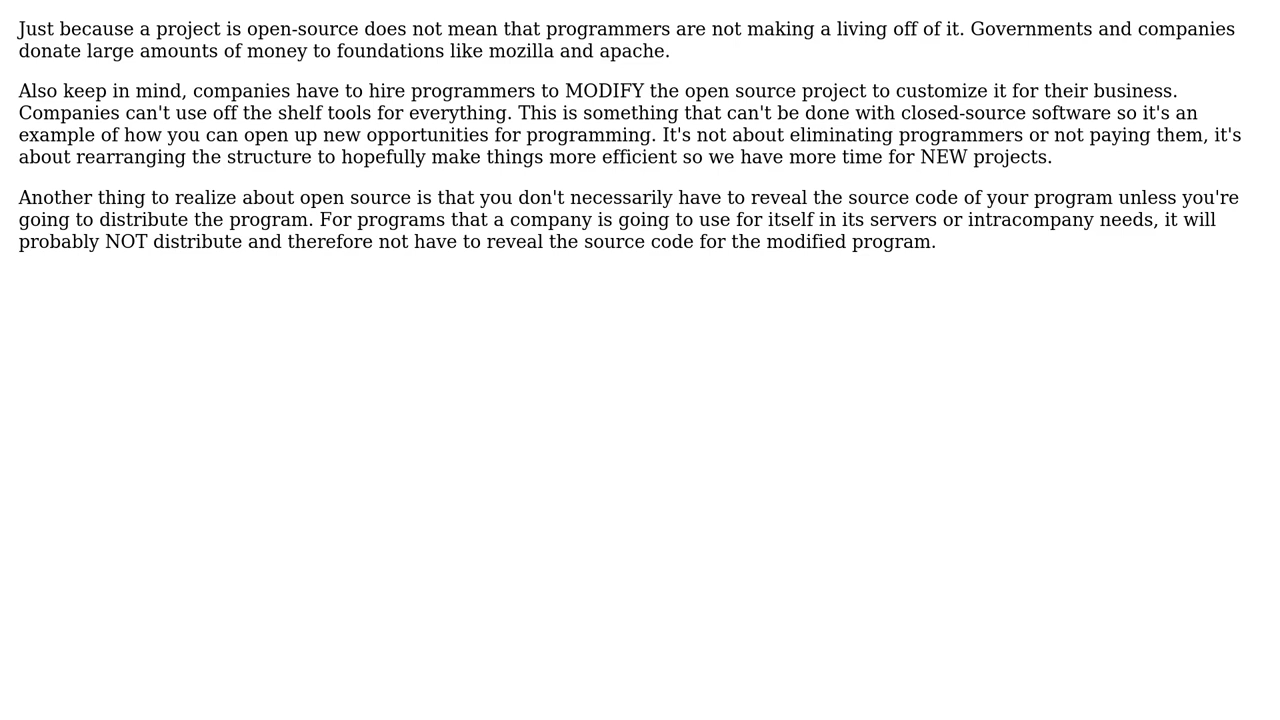 Just because a project is open-source does not mean that programmers are not making a living off of it. Governments and companies
donate large amounts of money to foundations like mozilla and apache.
Also keep in mind, companies have to hire programmers to MODIFY the open source project to customize it for their business.
Companies can't use off the shelf tools for everything. This is something that can't be done with closed-source software so it's an
example of how you can open up new opportunities for programming. It's not about eliminating programmers or not paying them, it's
about rearranging the structure to hopefully make things more efficient so we have more time for NEW projects.
Another thing to realize about open source is that you don't necessarily have to reveal the source code of your program unless you're
going to distribute the program. For programs that a company is going to use for itself in its servers or intracompany needs, it will
probably NOT distribute and therefore not have to reveal the source code for the modified program.